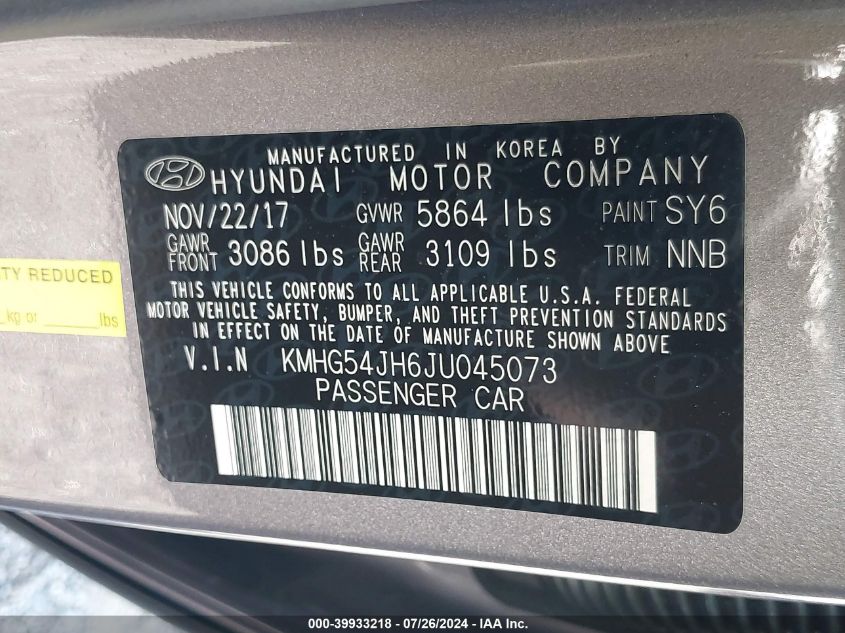 MANUFACTURED IN KOREA BY
HYUNDAI MOTOR COMPANY
NOV/22/17 GVWR 5864 lbs PAINT SY6
GAWR FRONT 3086 lbs GAWR REAR 3109 lbs TRIM NNB
THIS VEHICLE CONFORMS TO ALL APPLICABLE U.S.A. FEDERAL
MOTOR VEHICLE SAFETY, BUMPER, AND THEFT PREVENTION STANDARDS
IN EFFECT ON THE DATE OF MANUFACTURE SHOWN ABOVE
V.I.N KMHG54JH6JU045073
PASSENGER CAR
TY REDUCED
kg or ______lbs
000-39933218 - 07/26/2024 - IAA, Inc.